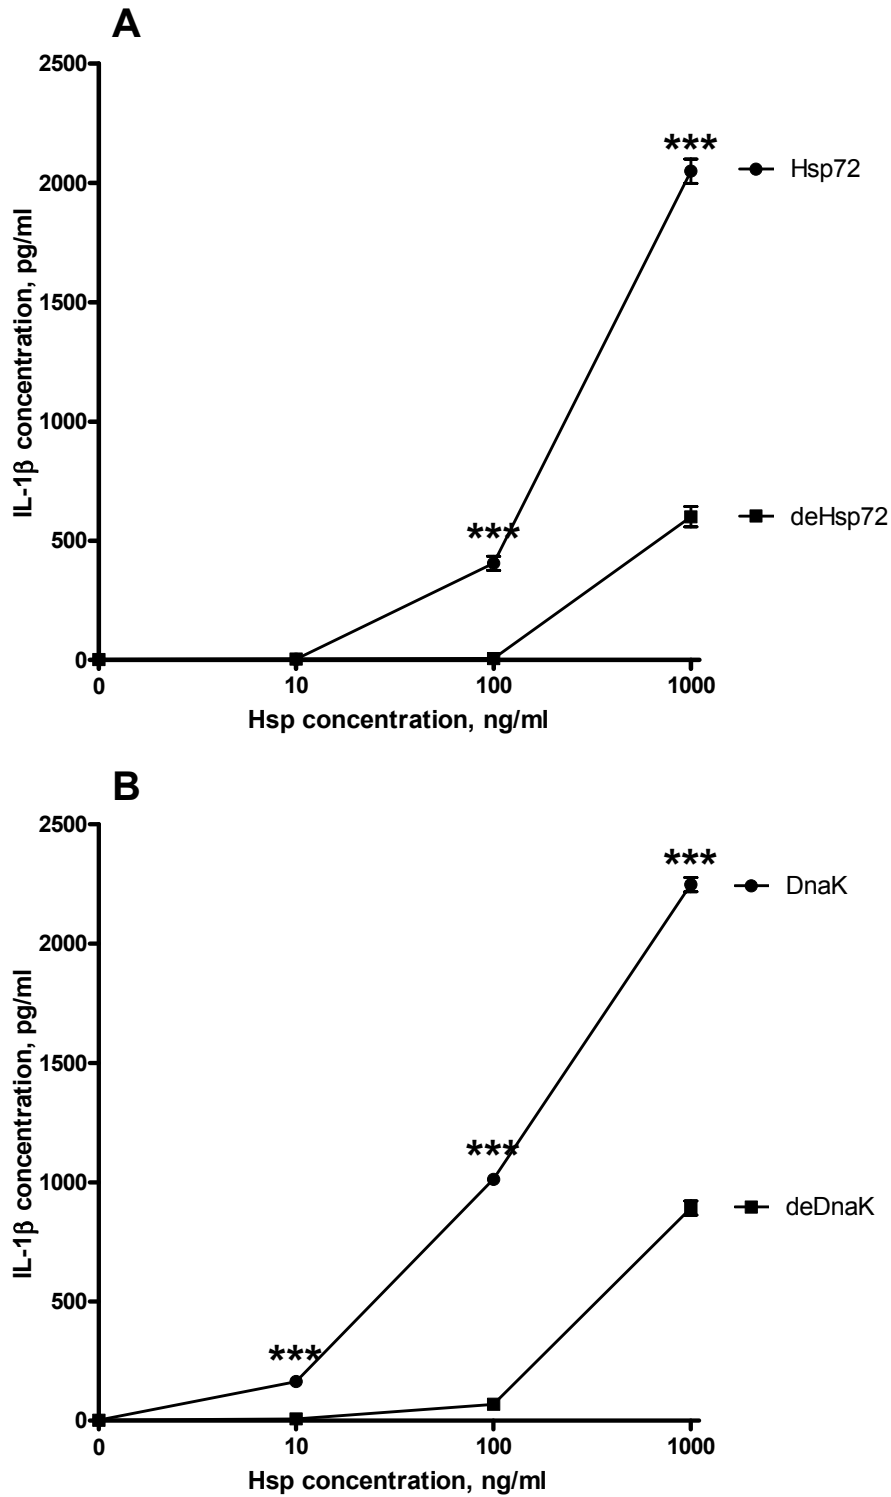 A
2500
2000
1500
1000
500
0
IL-1β concentration, pg/ml
***
***
Hsp72
deHsp72
0 10 100 1000
Hsp concentration, ng/ml
B
2500
2000
1500
1000
500
0
IL-1β concentration, pg/ml
***
***
***
DnaK
deDnaK
0 10 100 1000
Hsp concentration, ng/ml